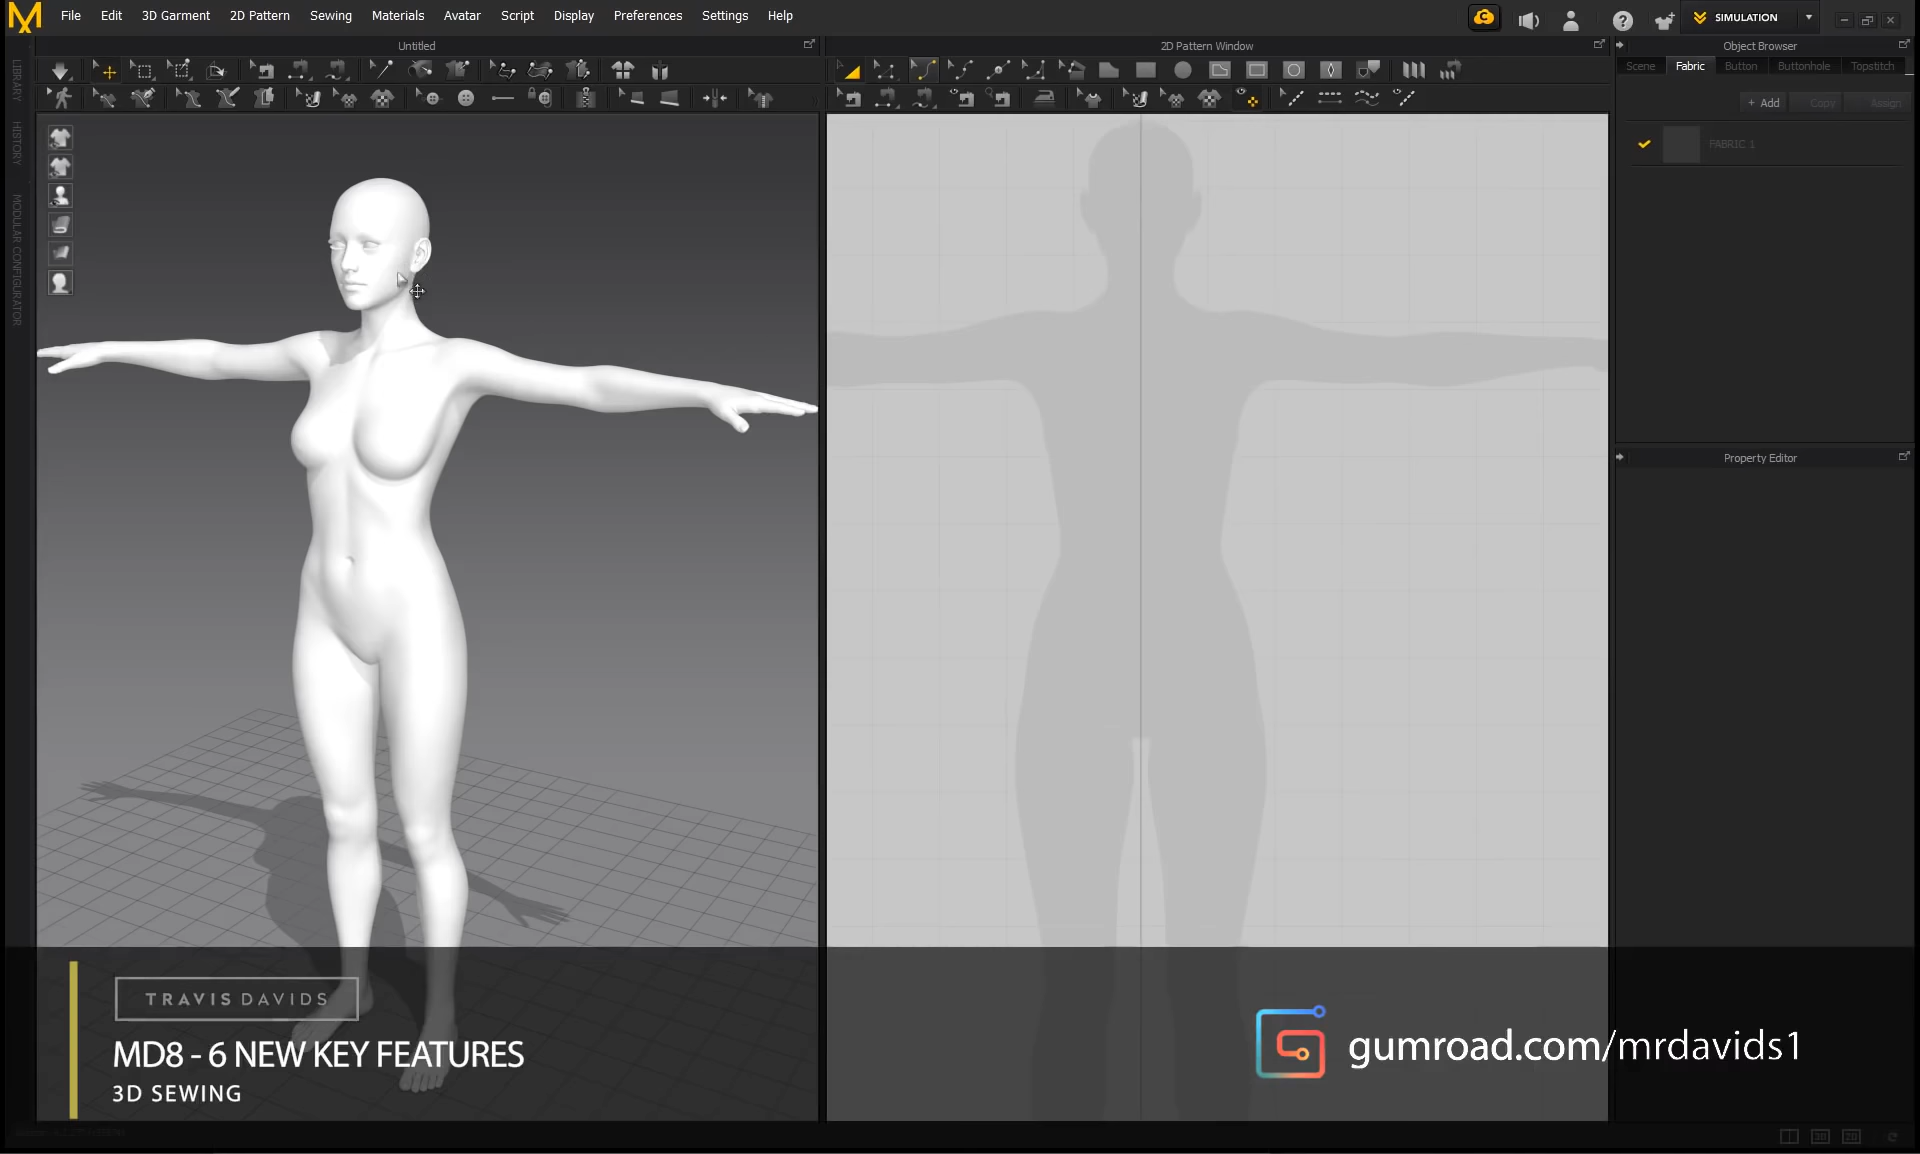 File Edit 3D Garment 2D Pattern Sewing Materials Avatar Script Display Preferences Settings Help
SIMULATION
Untitled
2D Pattern Window
Object Browser
Scene Fabric Button Buttonhole Topstitch
+ Add Copy Assign
FABRIC 1
LIBRARY
HISTORY
MODULAR CONFIGURATOR
Property Editor
TRAVIS DAVIDS
MD8 - 6 NEW KEY FEATURES
3D SEWING
gumroad.com/mrdavids1
3D 2D